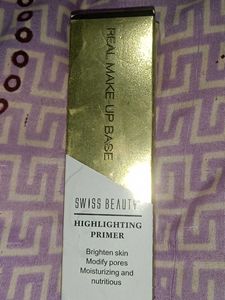 REAL MAKE UP BASE
SWISS BEAUTY
HIGHLIGHTING
PRIMER
Brighten skin
Modify pores
Moisturizing and
nutritious